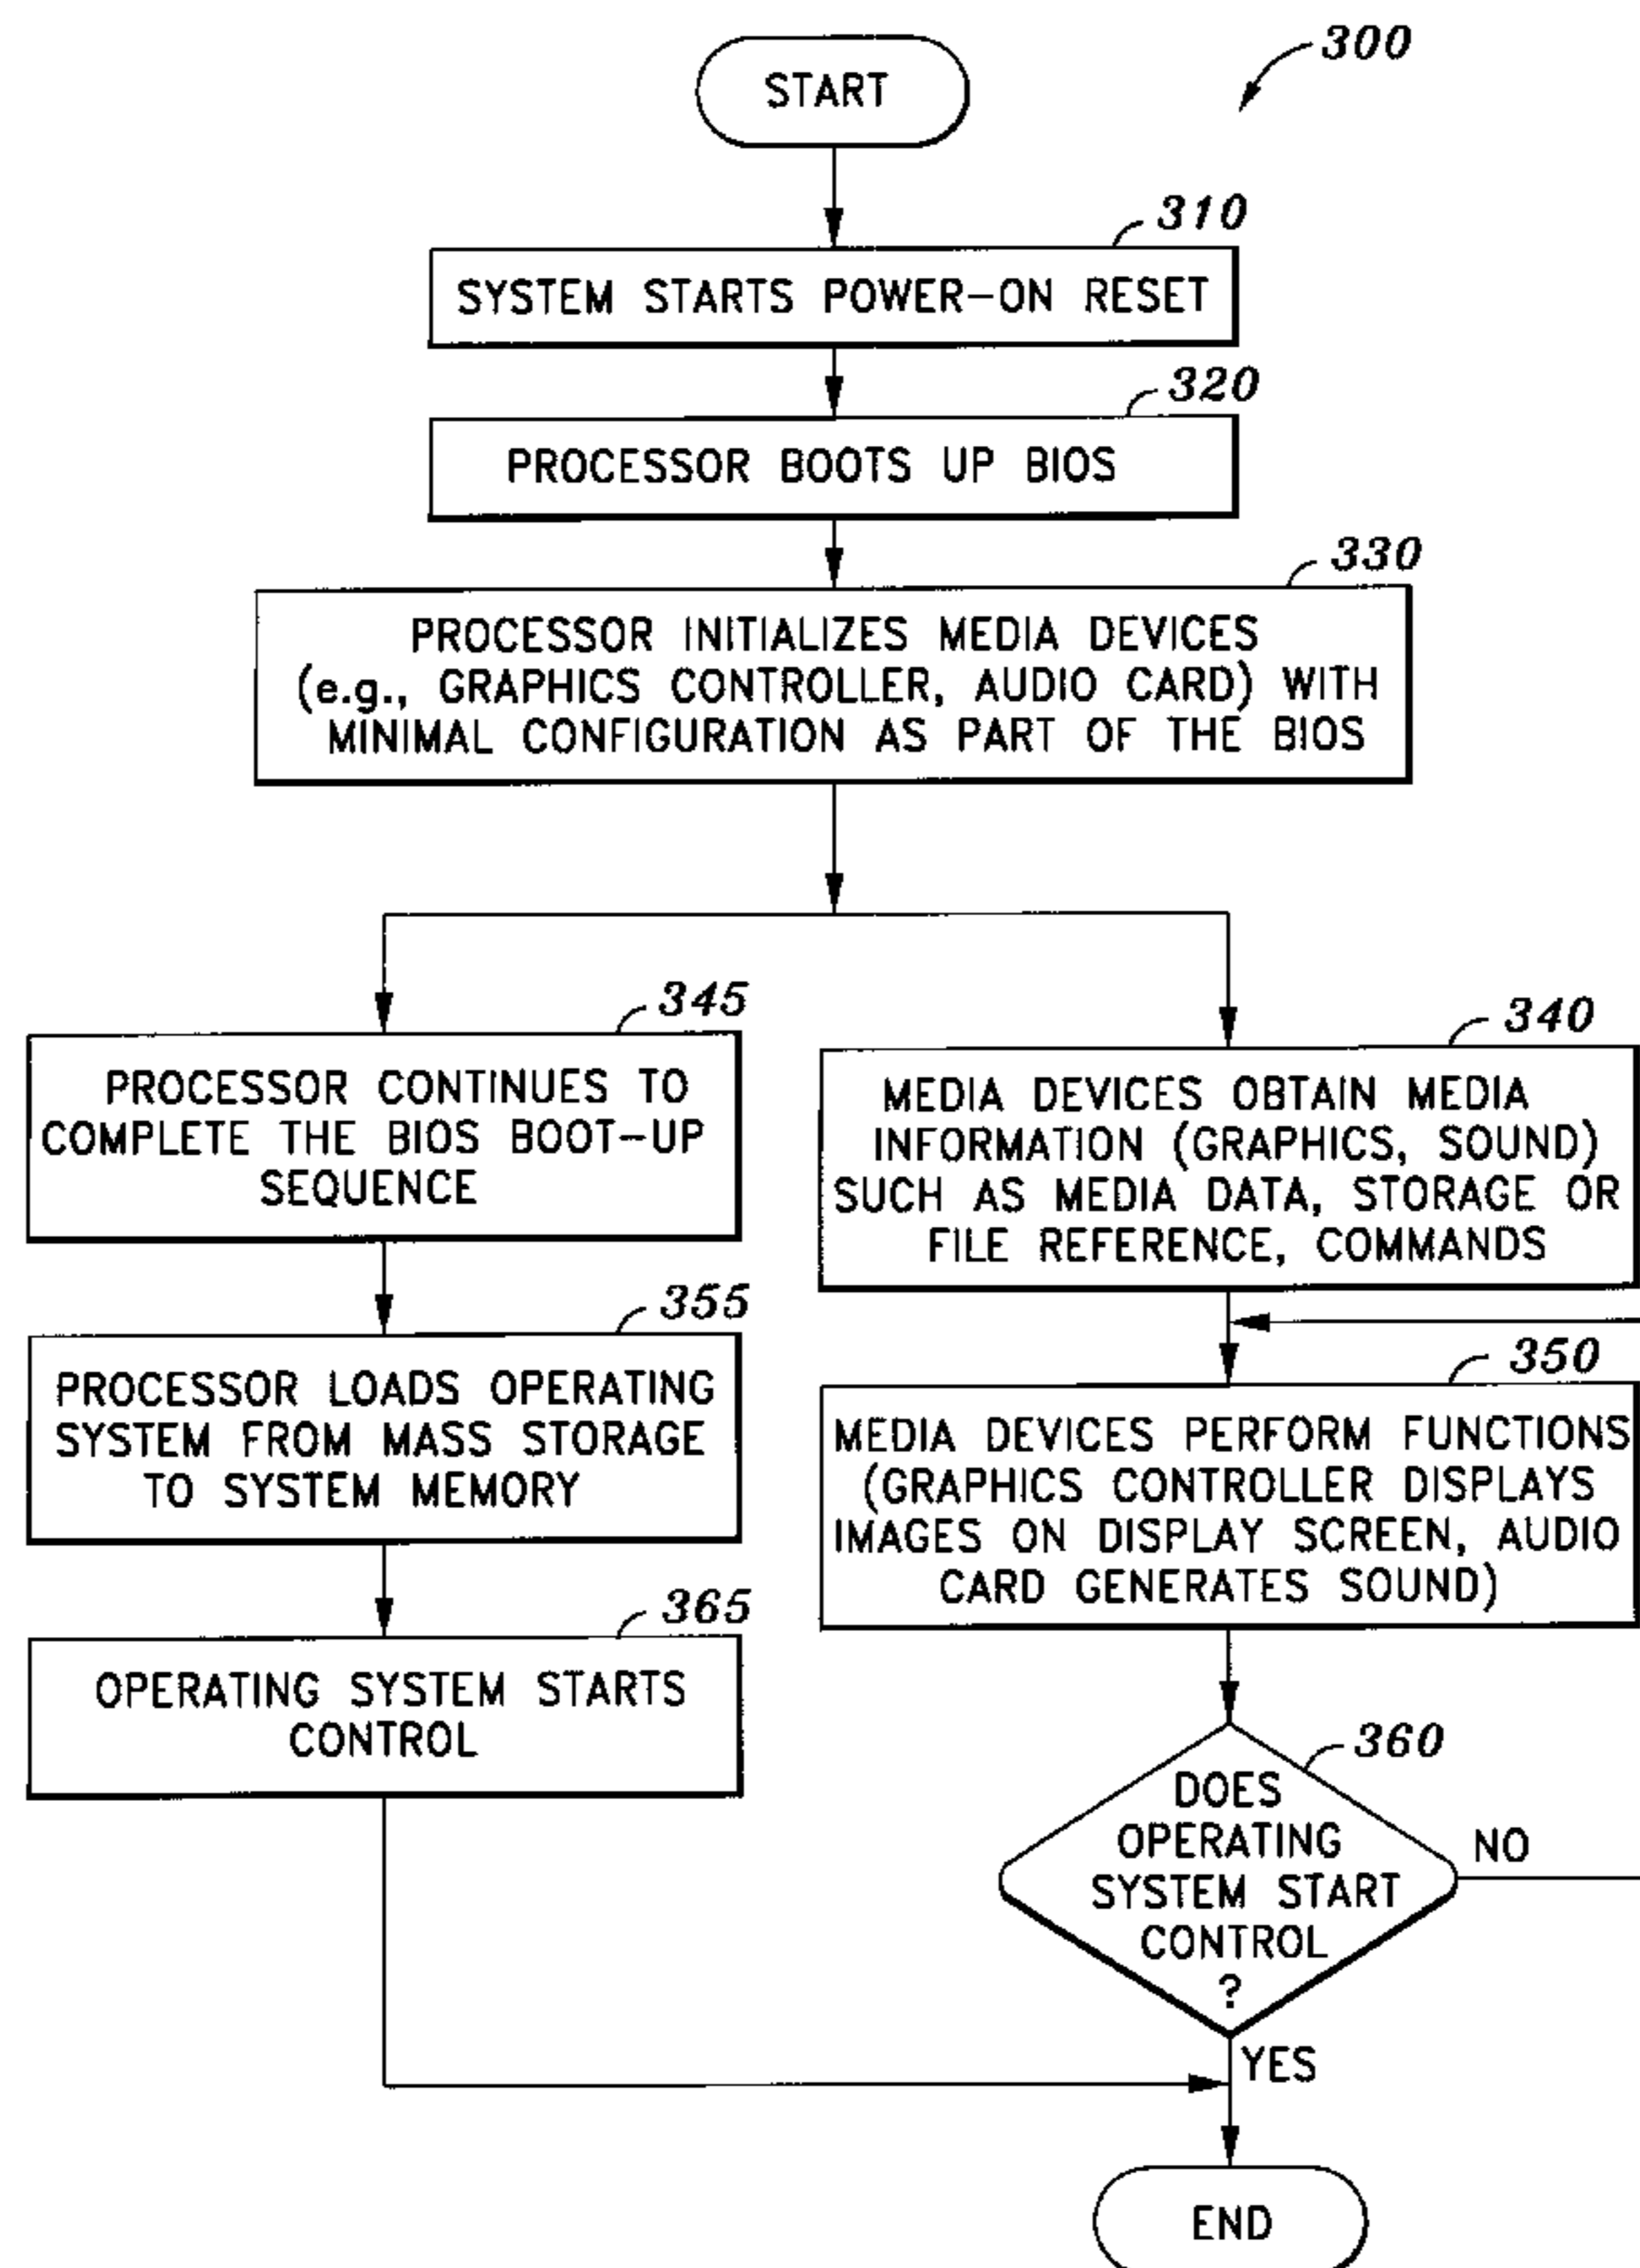 300
START
310
SYSTEM STARTS POWER-ON RESET
320
PROCESSOR BOOTS UP BIOS
330
PROCESSOR INITIALIZES MEDIA DEVICES
(e.g., GRAPHICS CONTROLLER, AUDIO CARD) WITH
MINIMAL CONFIGURATION AS PART OF THE BIOS
345
PROCESSOR CONTINUES TO
COMPLETE THE BIOS BOOT-UP
SEQUENCE
355
PROCESSOR LOADS OPERATING
SYSTEM FROM MASS STORAGE
TO SYSTEM MEMORY
365
OPERATING SYSTEM STARTS
CONTROL
340
MEDIA DEVICES OBTAIN MEDIA
INFORMATION (GRAPHICS, SOUND)
SUCH AS MEDIA DATA, STORAGE OR
FILE REFERENCE, COMMANDS
350
MEDIA DEVICES PERFORM FUNCTIONS
(GRAPHICS CONTROLLER DISPLAYS
IMAGES ON DISPLAY SCREEN, AUDIO
CARD GENERATES SOUND)
360
DOES
OPERATING
SYSTEM START
CONTROL
?
NO
YES
END